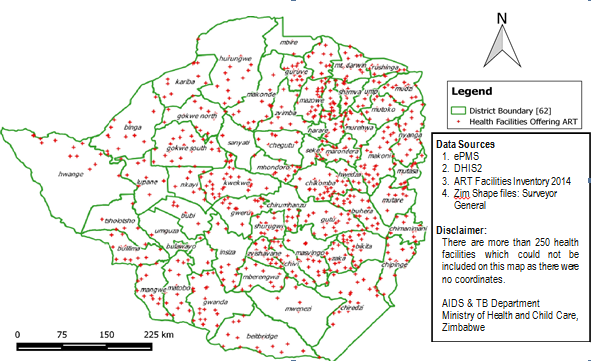 N
mbire
hurungwe
kariba
guruve
mt. darwin
rushinga
makonde
shamva
ump
mudzi
mazowe
mutoko
gokwe north
zvimba
binga
harare
murehwa
nyanga
sanyati
chegutu
gokwe south
seke
marondera
makoni
mutasa
hwange
mhondoro
hwedza
lupane
nkayi
kwekwe
chikomba
mutare
chirumanzu
buhera
bubi
gweru
gutu
chimanimani
bholobho
shurugwi
umguza
bulilima
bulawayo
insiza
zvishavane
masvingo
bikita
zaka
chivi
chipinge
mangwe
matobo
mberengwa
gwanda
mwenezi
chiredzi
beitbridge
0 75 150 225 km
Legend
District Boundary [62]
Health Facilities Offering ART
Data Sources
1. ePMS
2. DHIS2
3. ART Facilities Inventory 2014
4. Zim Shape files: Surveyor
General
Disclaimer:
There are more than 250 health
facilities which could not be
included on this map as there were
no coordinates.
AIDS & TB Department
Ministry of Health and Child Care,
Zimbabwe